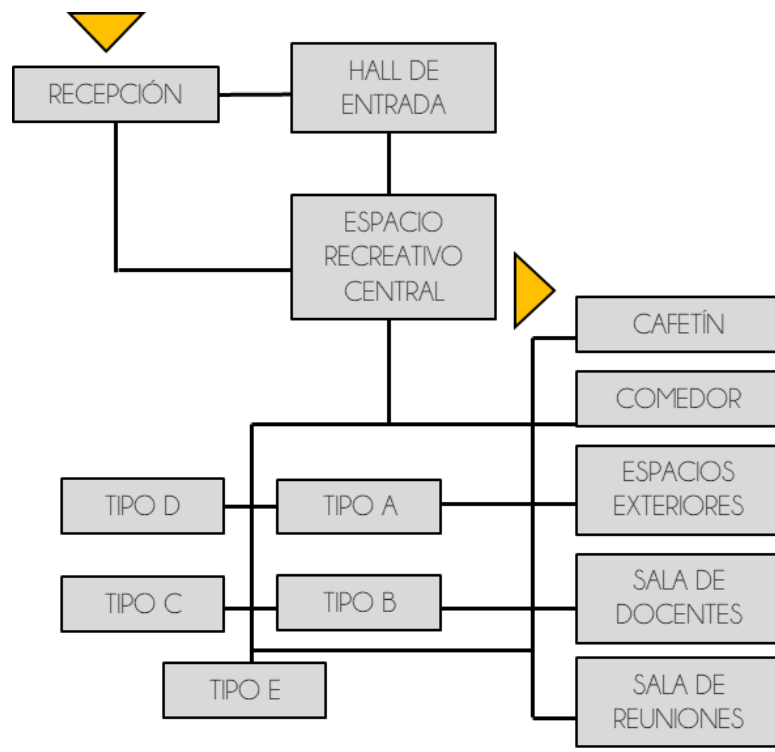 RECEPCIÓN
HALL DE
ENTRADA
ESPACIO
RECREATIVO
CENTRAL
CAFETÍN
COMEDOR
ESPACIOS
EXTERIORES
TIPO D
TIPO A
TIPO C
TIPO B
SALA DE
DOCENTES
TIPO E
SALA DE
REUNIONES